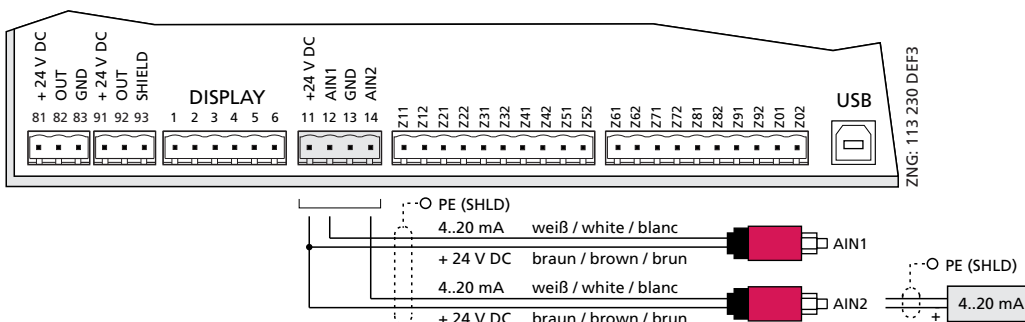 + 24 V DC
OUT
GND
+ 24 V DC
OUT
SHIELD
DISPLAY
+24 V DC
AIN1
GND
AIN2
81 82 83 91 92 93 1 2 3 4 5 6 11 12 13 14
Z11
Z12
Z21
Z22
Z31
Z32
Z41
Z42
Z51
Z52
Z61
Z62
Z71
Z72
Z81
Z82
Z91
Z92
Z01
Z02
USB
ZNG: 113 230 DEF3
PE (SHLD)
4..20 mA weiß / white / blanc
AIN1
+ 24 V DC braun / brown / brun
PE (SHLD)
4..20 mA weiß / white / blanc
AIN2
4..20 mA
+
+ 24 V DC braun / brown / brun